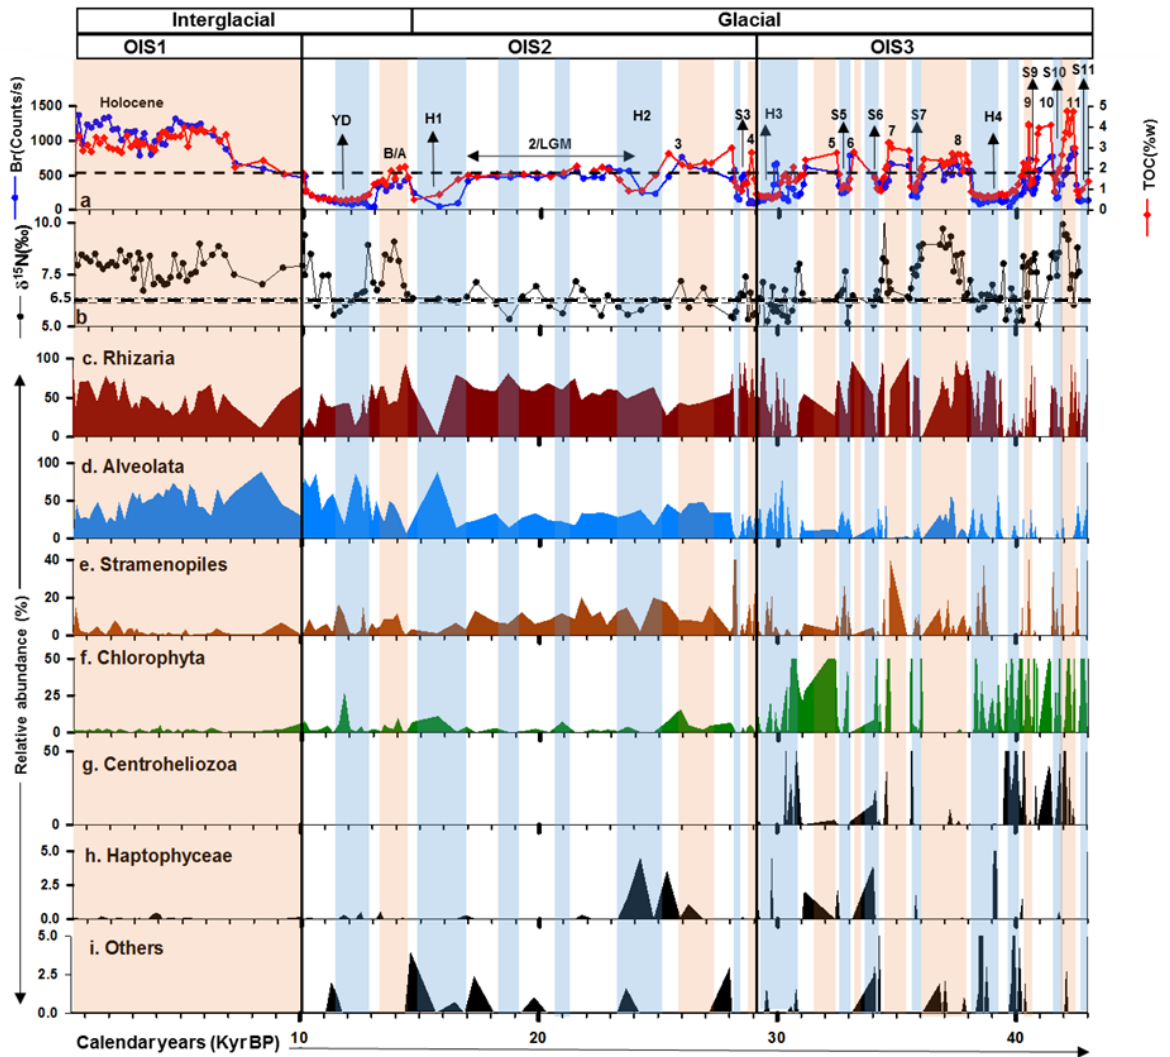 Interglacial Glacial
OIS1 OIS2 OIS3
Holocene YD B/A H1 2/LGM H2 3 S3 4 H3 5 S5 6 S6 7 S7 8 H4 9 S9 10 S10 11 S11
Br(Counts/s)
1500
1000
500
0
a
5
4
3
2
1
0
TOC(%w)
δ¹⁵N(‰)
10.0
7.5
6.5
5.0
b
Relative abundance (%)
c. Rhizaria
100
50
0
d. Alveolata
100
50
0
e. Stramenopiles
40
20
0
f. Chlorophyta
50
25
0
g. Centroheliozoa
50
0
h. Haptophyceae
5.0
2.5
0.0
i. Others
5.0
2.5
0.0
10 20 30 40
Calendaryears (Kyr BP)